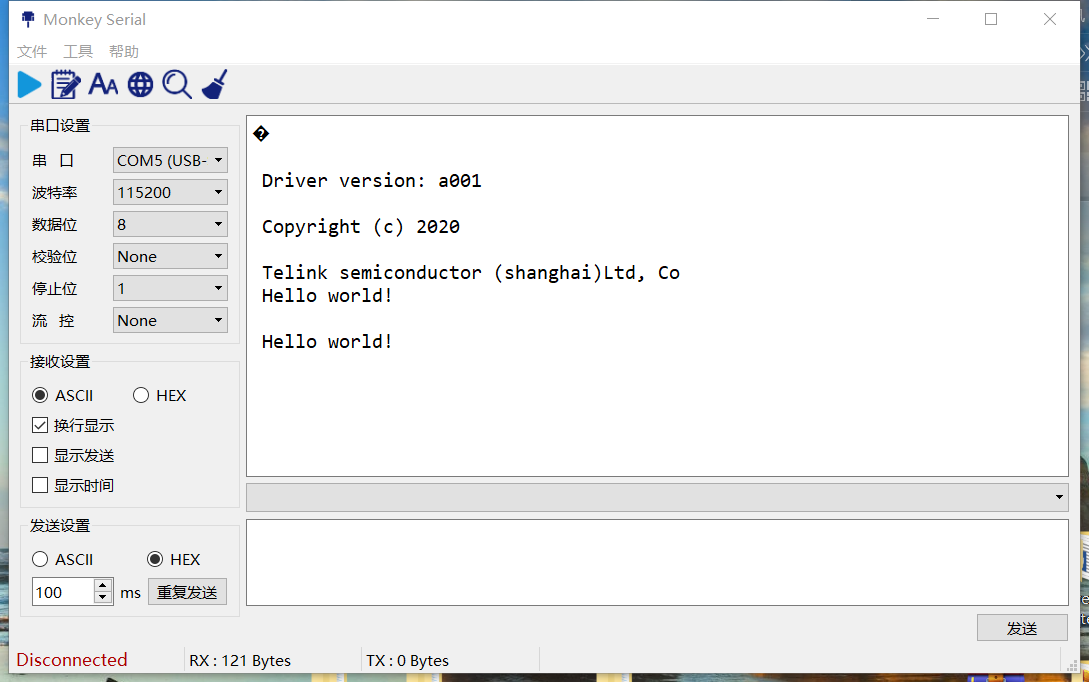 Monkey Serial
文件 工具 帮助
串口设置
串 口 COM5 (USB-
波特率 115200
数据位 8
校验位 None
停止位 1
流 控 None
接收设置
ASCII HEX
换行显示
显示发送
显示时间
发送设置
ASCII HEX
100 ms 重复发送
�
Driver version: a001
Copyright (c) 2020
Telink semiconductor (shanghai)Ltd, Co
Hello world!
Hello world!
发送
Disconnected RX : 121 Bytes TX : 0 Bytes